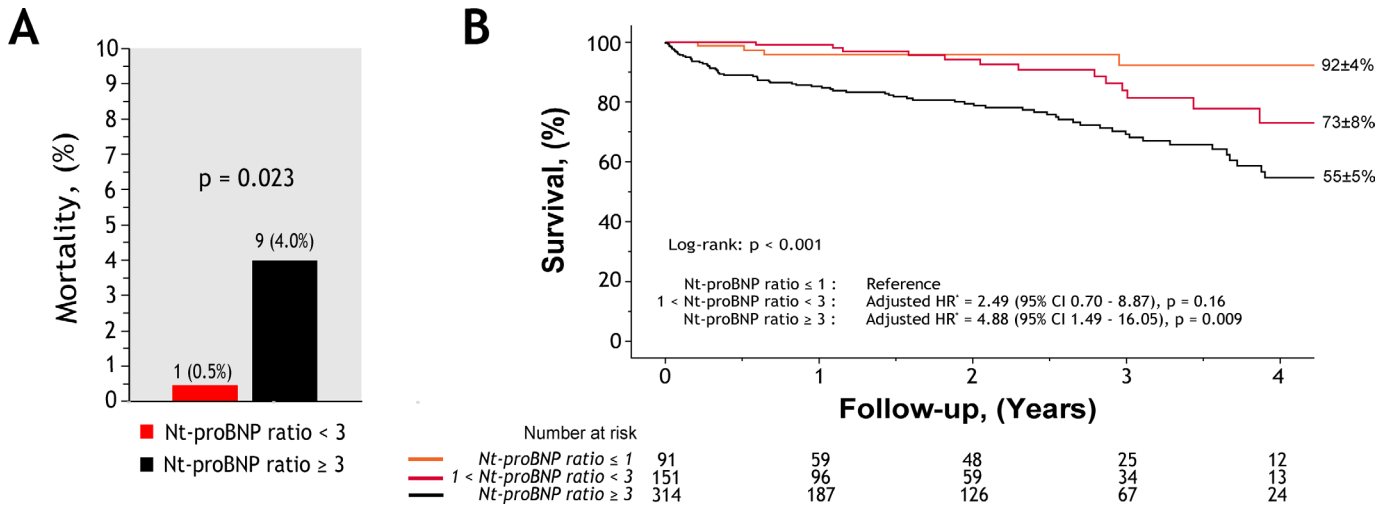 A
Mortality, (%)
10
9
8
7
6
5
4
3
2
1
0
p = 0.023
9 (4.0%)
1 (0.5%)
Nt-proBNP ratio < 3
Nt-proBNP ratio ≥ 3
B
Survival, (%)
100
80
60
40
20
0
92±4%
73±8%
55±5%
Log-rank: p < 0.001
Nt-proBNP ratio ≤ 1 : Reference
1 < Nt-proBNP ratio < 3 : Adjusted HR* = 2.49 (95% CI 0.70 - 8.87), p = 0.16
Nt-proBNP ratio ≥ 3 : Adjusted HR* = 4.88 (95% CI 1.49 - 16.05), p = 0.009
0 1 2 3 4
Follow-up, (Years)
Number at risk
Nt-proBNP ratio ≤ 1 91 59 48 25 12
1 < Nt-proBNP ratio < 3 151 96 59 34 13
Nt-proBNP ratio ≥ 3 314 187 126 67 24